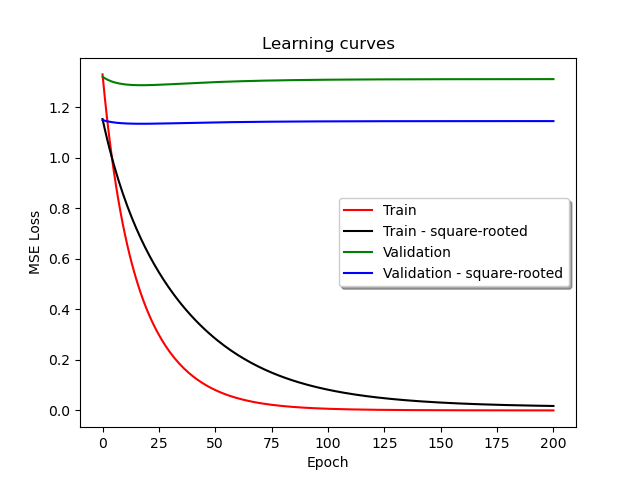 Learning curves
MSE Loss
1.2
1.0
0.8
0.6
0.4
0.2
0.0
Train
Train - square-rooted
Validation
Validation - square-rooted
0 25 50 75 100 125 150 175 200
Epoch